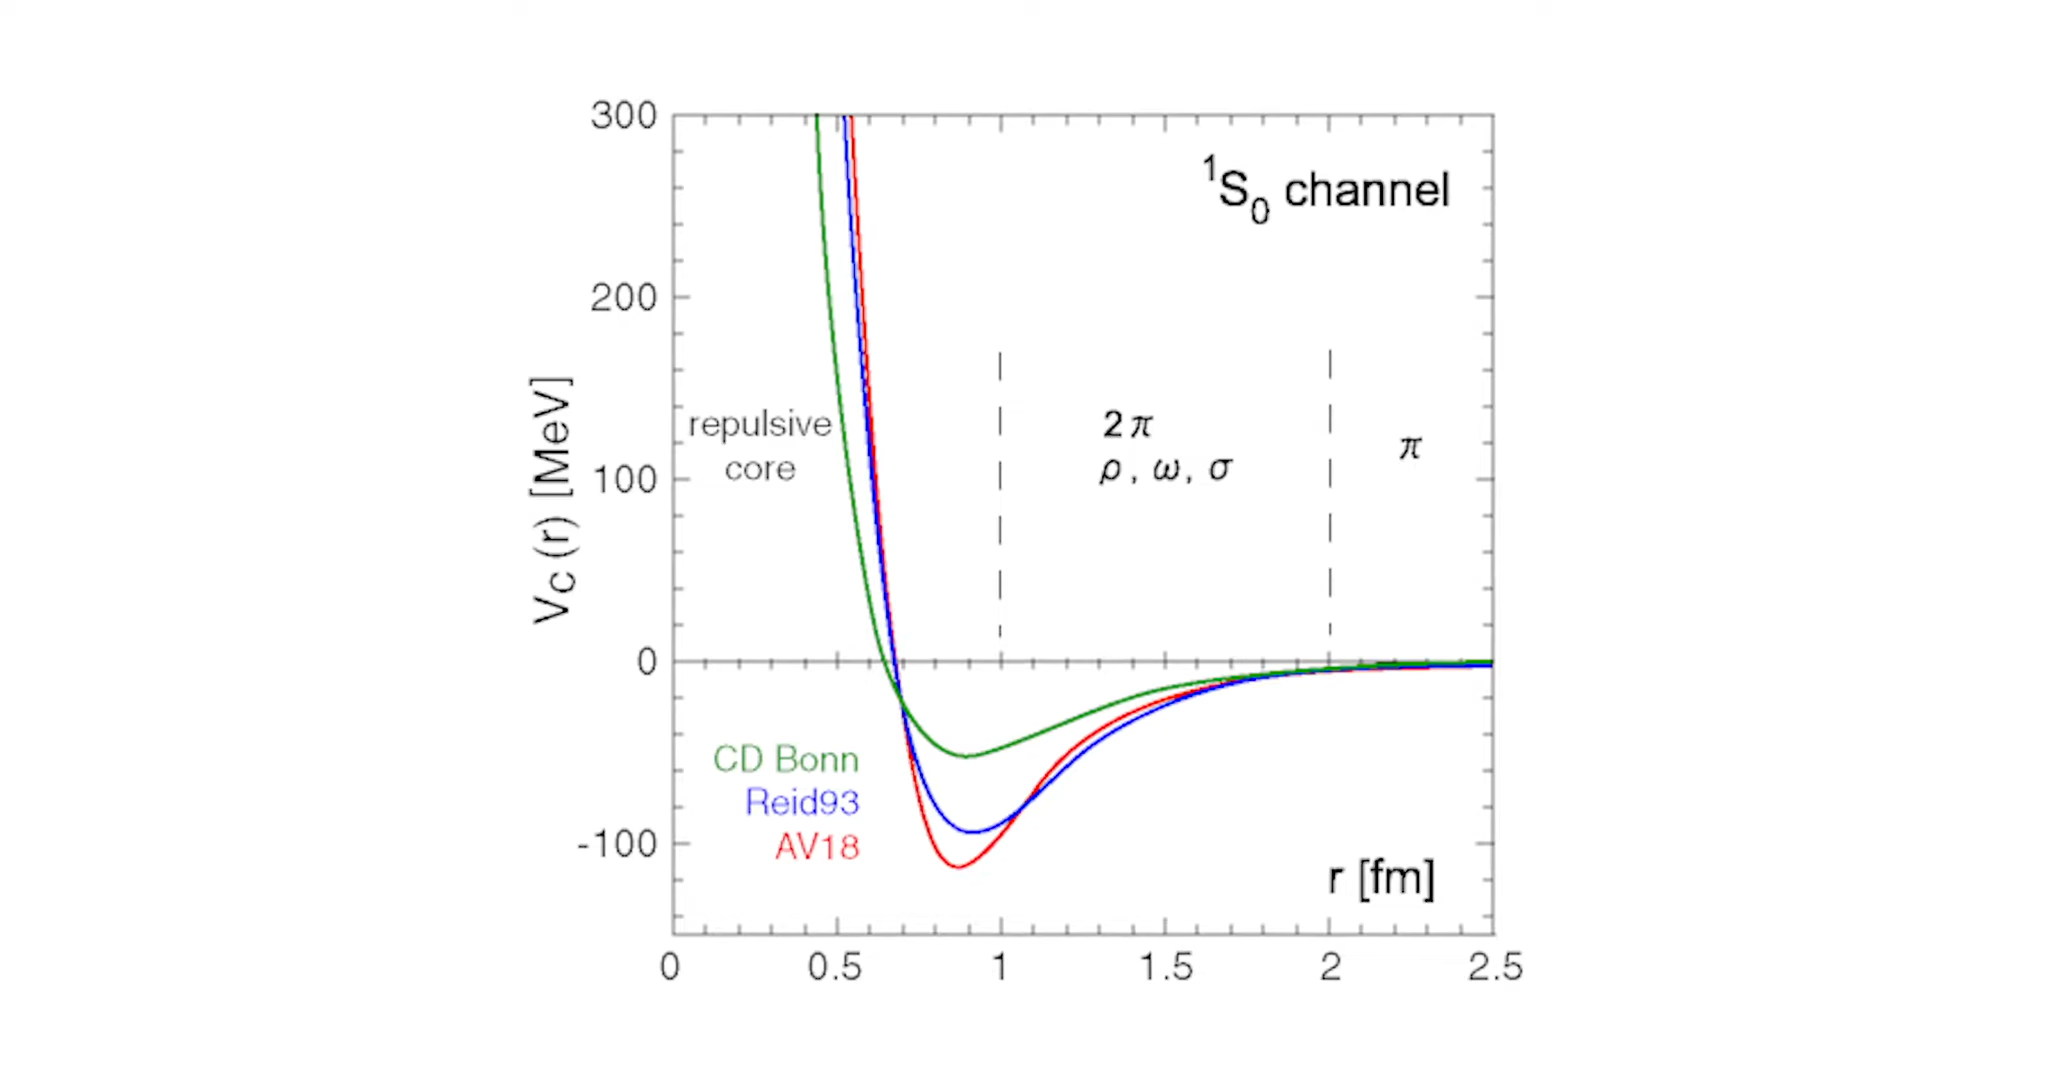 300
200
100
0
-100
V_C (r) [MeV]
¹S₀ channel
repulsive
core
2 π
ρ , ω, σ
π
CD Bonn
Reid93
AV18
r [fm]
0 0.5 1 1.5 2 2.5